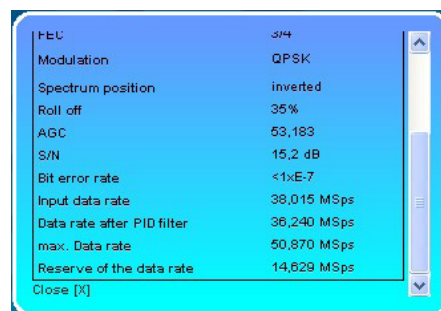 FEC 3/4
Modulation QPSK
Spectrum position inverted
Roll off 35%
AGC 53,183
S/N 15,2 dB
Bit error rate <1xE-7
Input data rate 38,015 MSps
Data rate after PID filter 36,240 MSps
max. Data rate 50,870 MSps
Reserve of the data rate 14,629 MSps
Close [X]